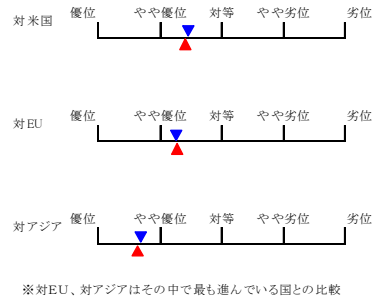 対米国 優位 やや優位 対等 やや劣位 劣位
対EU 優位 やや優位 対等 やや劣位 劣位
対アジア 優位 やや優位 対等 やや劣位 劣位
※対EU、対アジアはその中で最も進んでいる国との比較